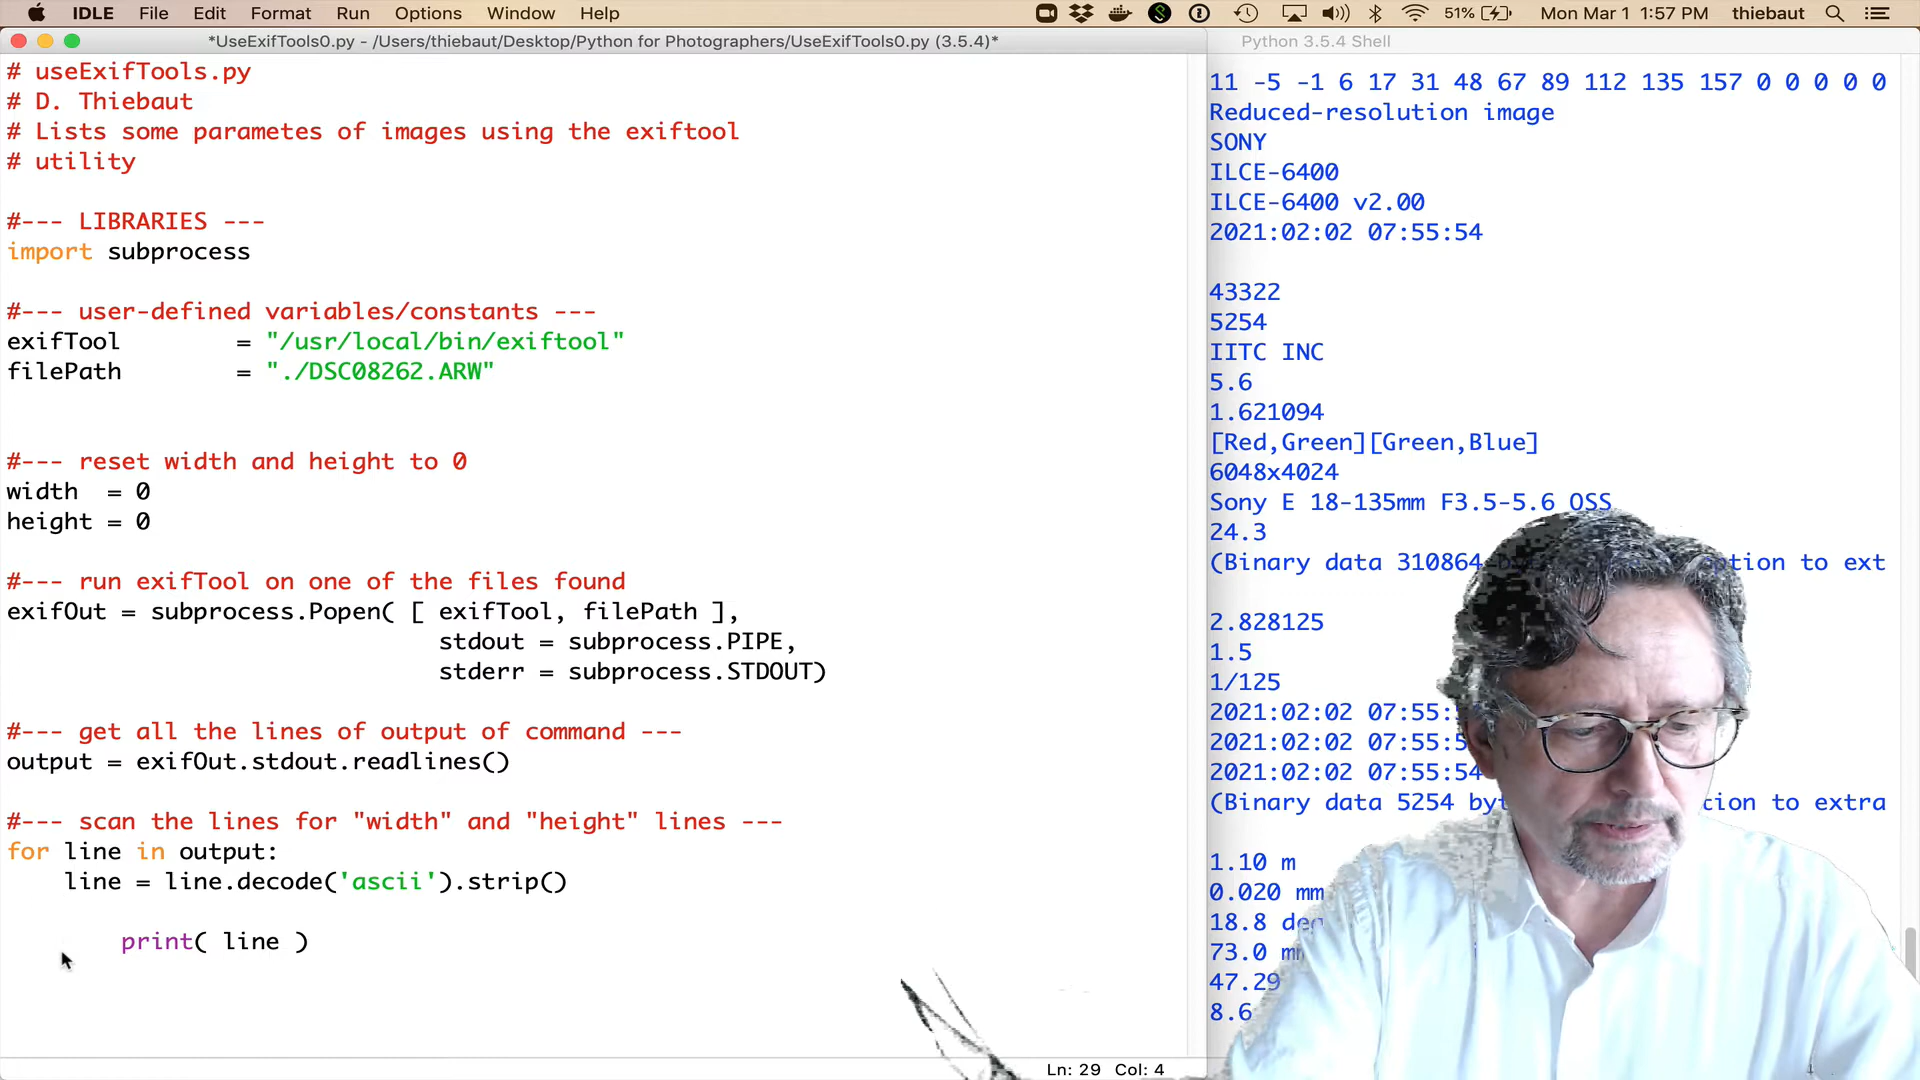 IDLE File Edit Format Run Options Window Help 51% Mon Mar 1 1:57 PM thiebaut
*UseExifTools0.py - /Users/thiebaut/Desktop/Python for Photographers/UseExifTools0.py (3.5.4)*
# useExifTools.py
# D. Thiebaut
# Lists some parametes of images using the exiftool
# utility
#--- LIBRARIES ---
import subprocess
#--- user-defined variables/constants ---
exifTool = "/usr/local/bin/exiftool"
filePath = "./DSC08262.ARW"
#--- reset width and height to 0
width = 0
height = 0
#--- run exifTool on one of the files found
exifOut = subprocess.Popen( [ exifTool, filePath ],
stdout = subprocess.PIPE,
stderr = subprocess.STDOUT)
#--- get all the lines of output of command ---
output = exifOut.stdout.readlines()
#--- scan the lines for "width" and "height" lines ---
for line in output:
line = line.decode('ascii').strip()
print( line )
Ln: 29 Col: 4
Python 3.5.4 Shell
11 -5 -1 6 17 31 48 67 89 112 135 157 0 0 0 0 0
Reduced-resolution image
SONY
ILCE-6400
ILCE-6400 v2.00
2021:02:02 07:55:54
43322
5254
IITC INC
5.6
1.621094
[Red,Green][Green,Blue]
6048x4024
Sony E 18-135mm F3.5-5.6 OSS
24.3
(Binary data 310864 to ext
2.828125
1.5
1/125
2021:02:02 07:55:
2021:02:02 07:55:5
2021:02:02 07:55:54
(Binary data 5254 to extra
1.10 m
0.020 mm
18.8 deg
73.0 m
47.29
8.6